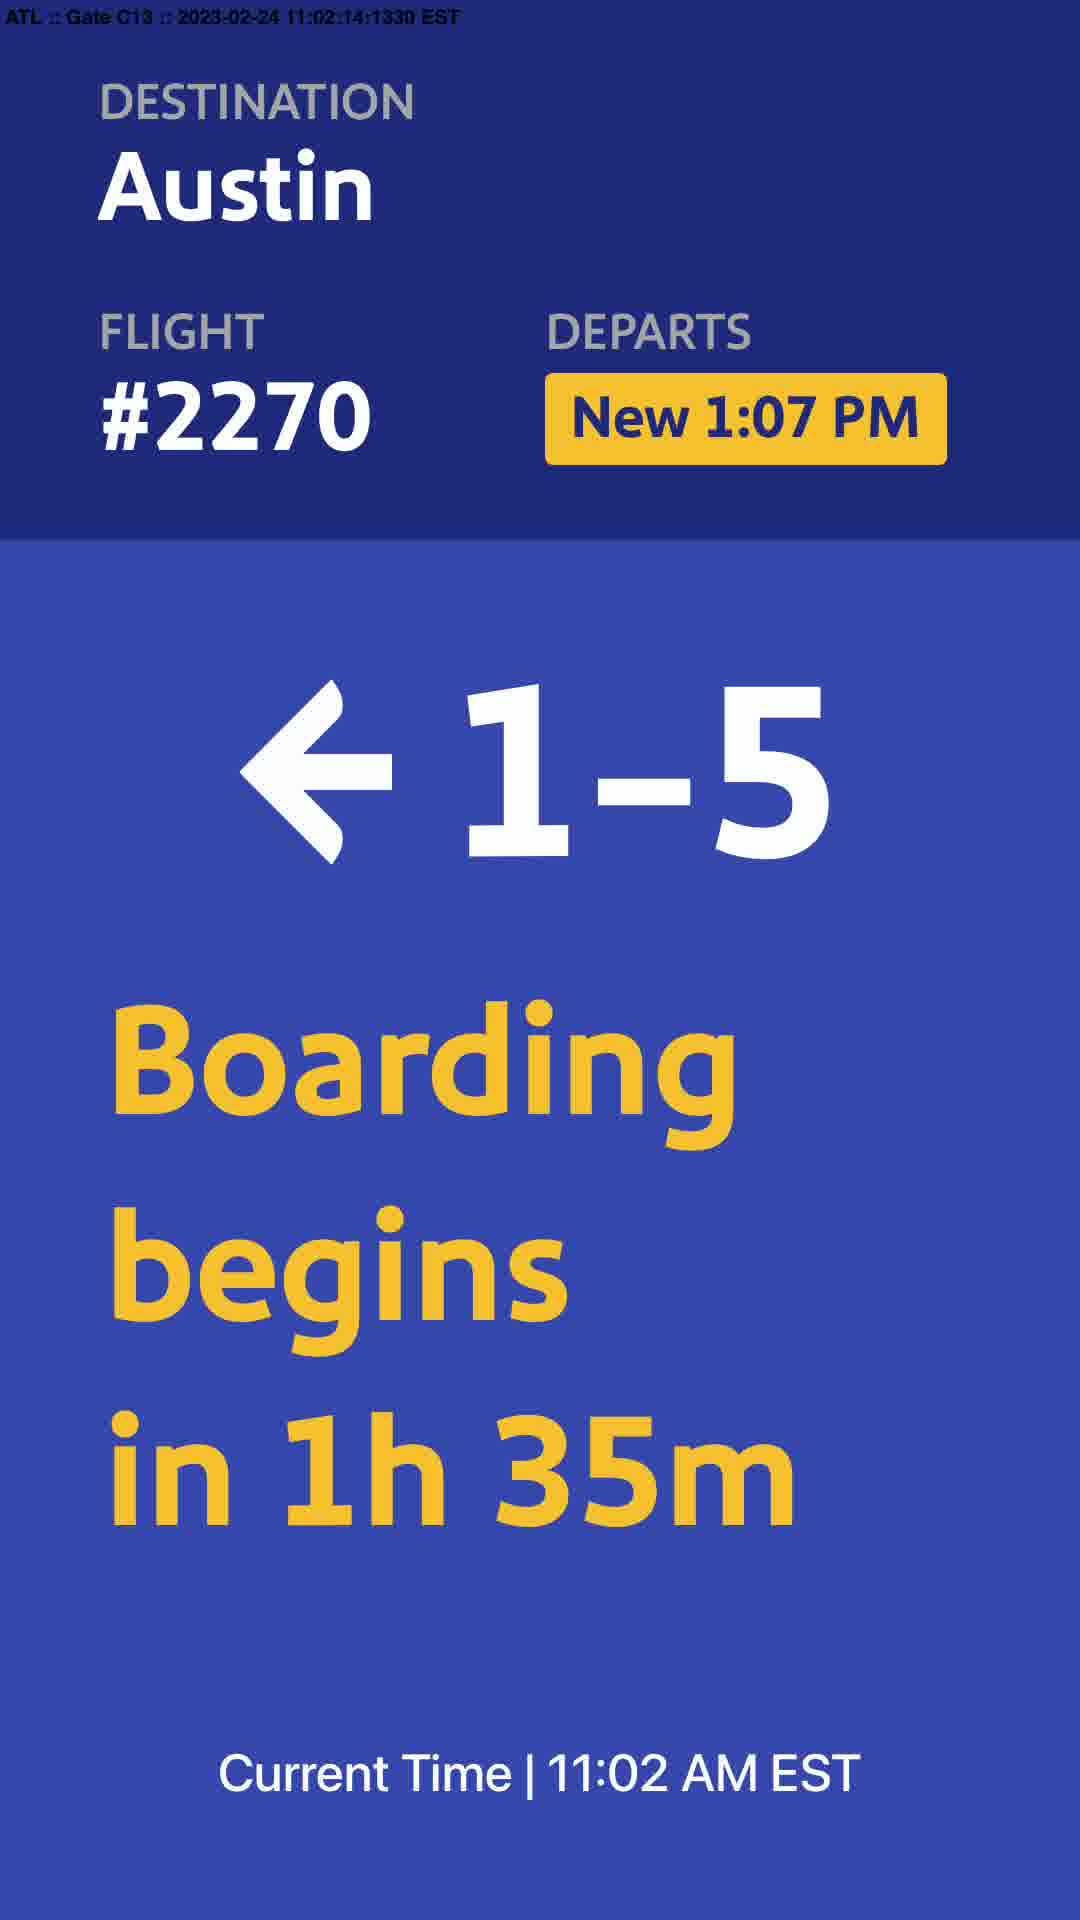 ATL :: Gate C13 :: 2023-02-24 11:02:14:1330 EST
DESTINATION
Austin
FLIGHT DEPARTS
#2270 New 1:07 PM
← 1–5
Boarding
begins
in 1h 35m
Current Time | 11:02 AM EST